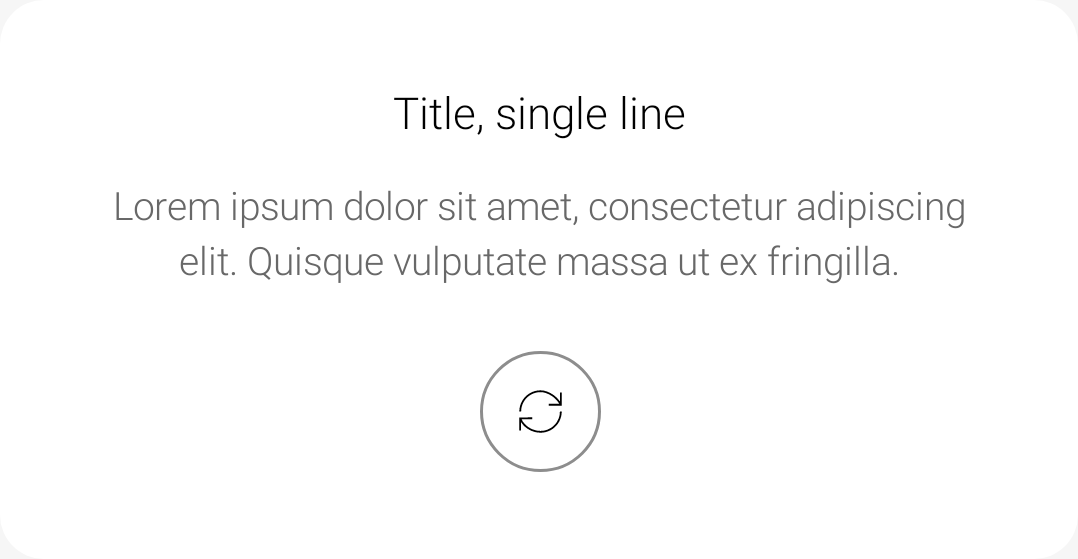 Title, single line
Lorem ipsum dolor sit amet, consectetur adipiscing
elit. Quisque vulputate massa ut ex fringilla.